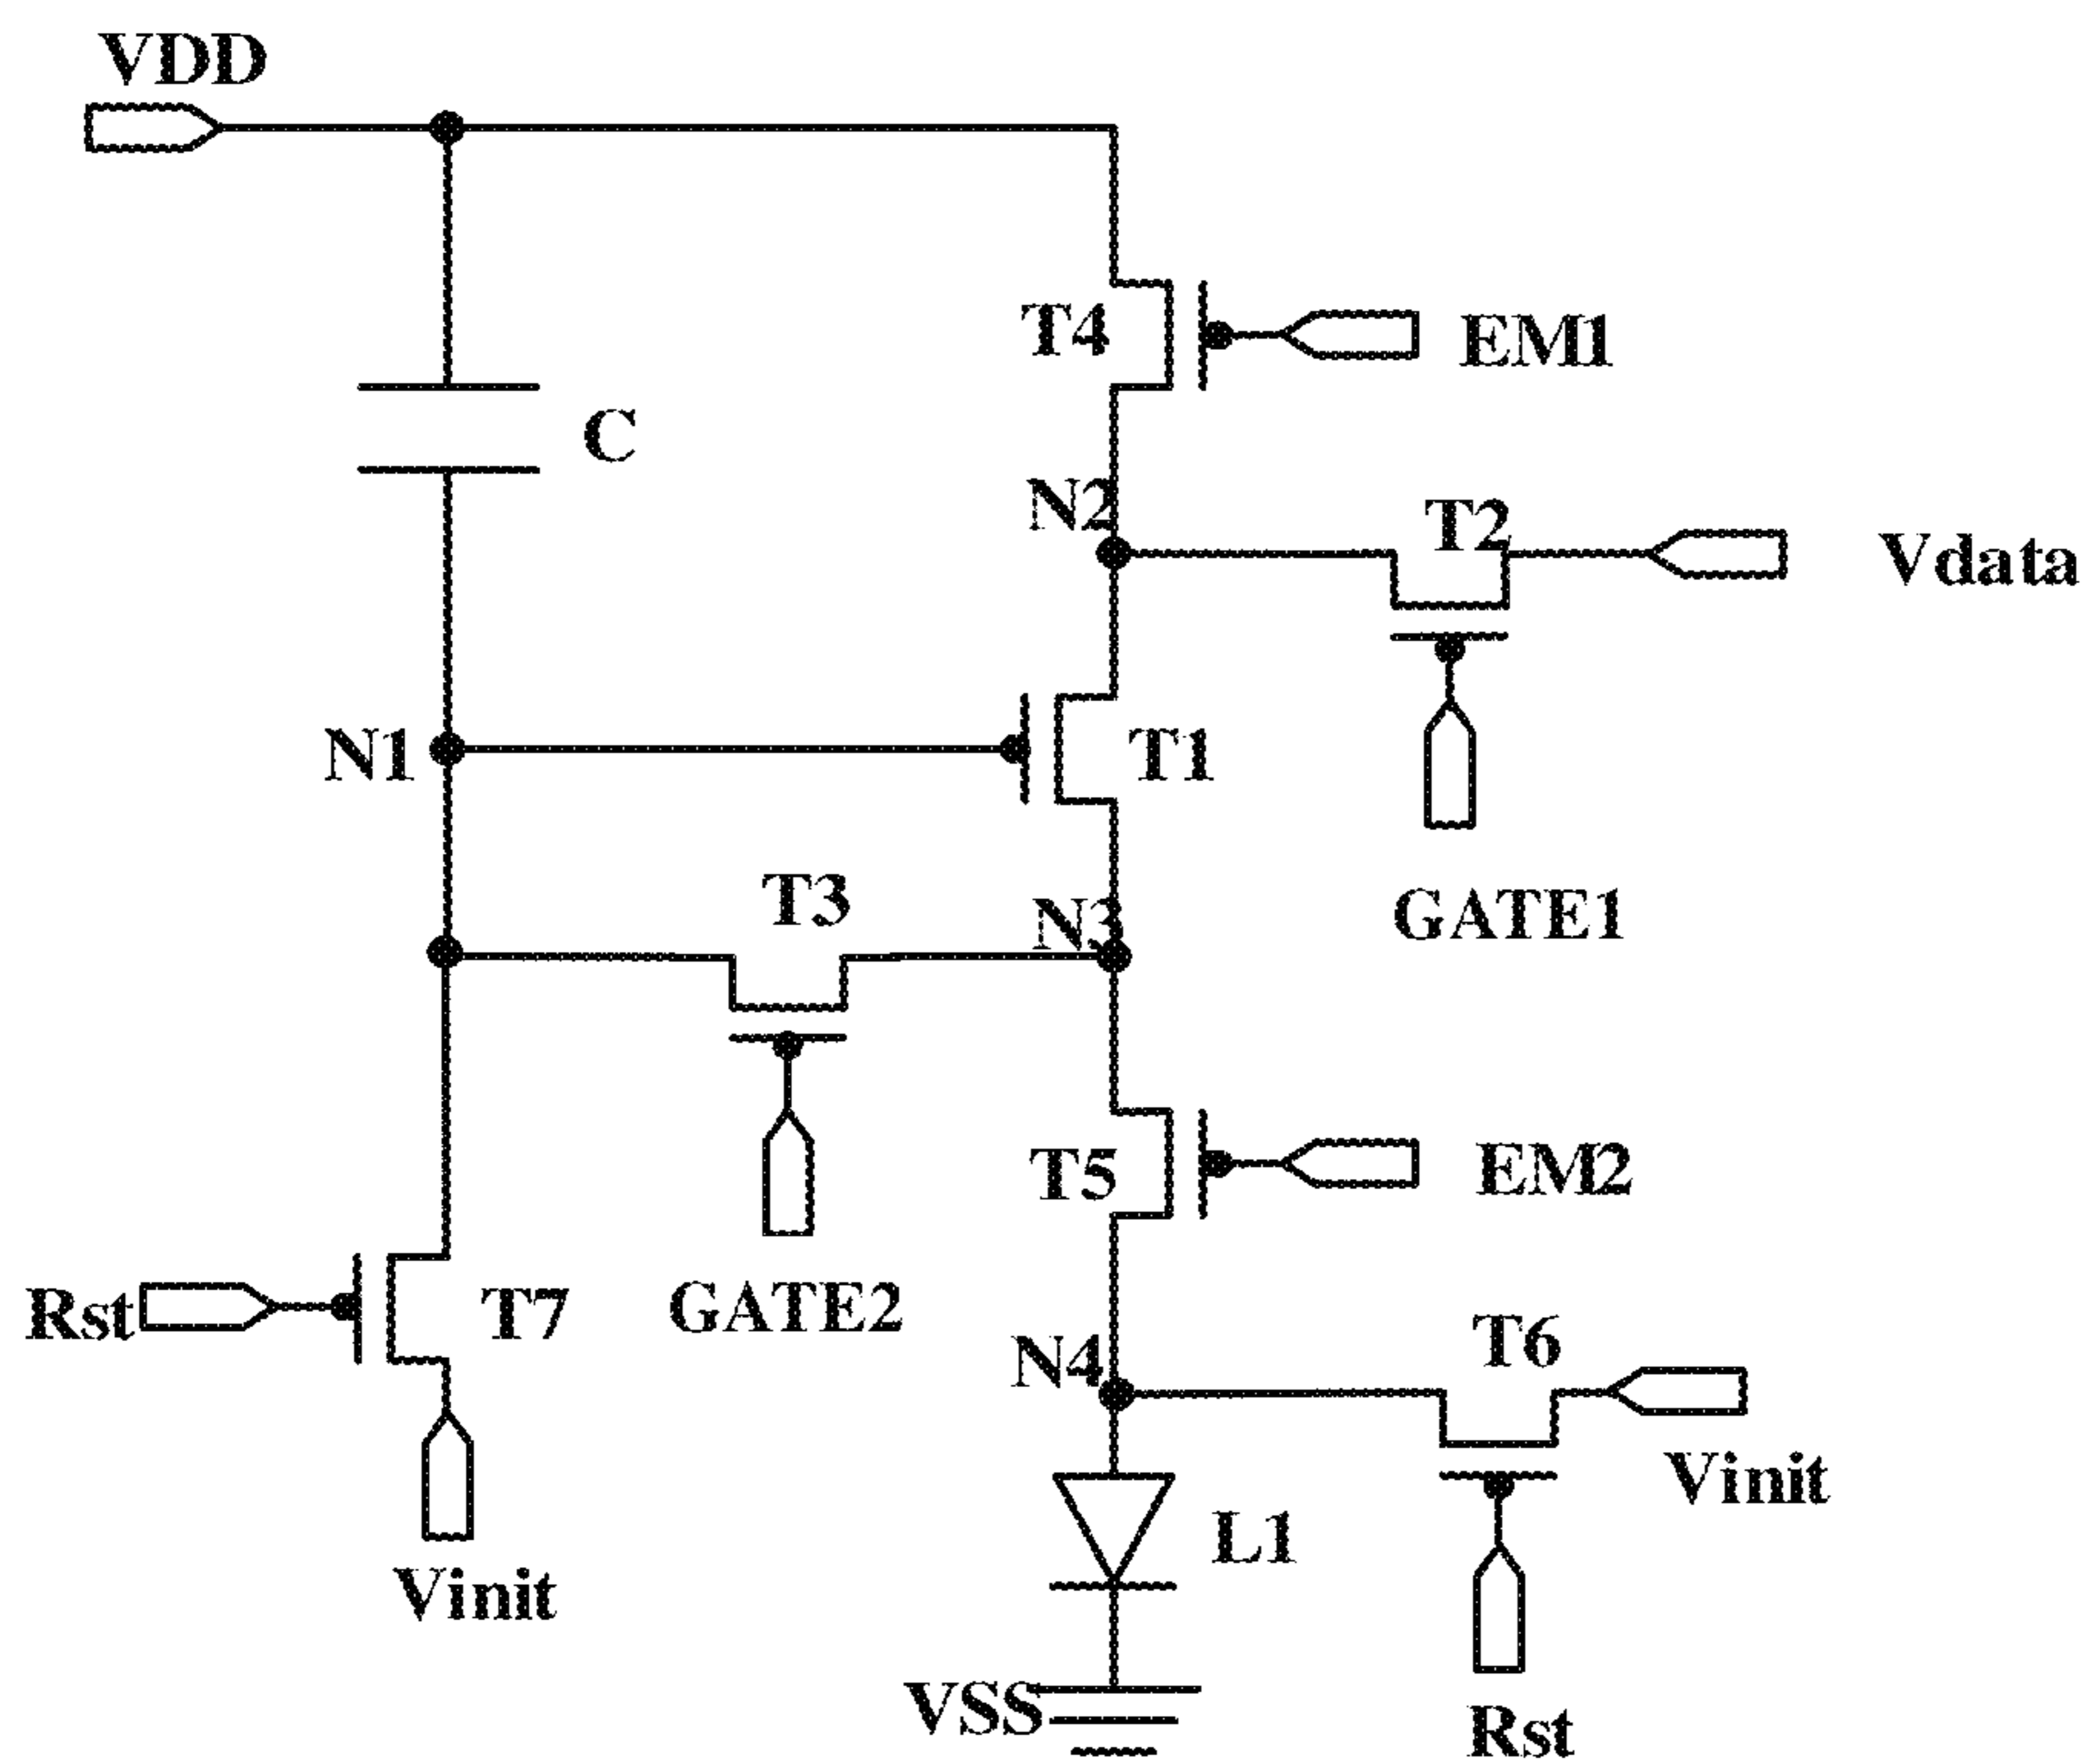 VDD
T4
EM1
C
N2
T2
Vdata
N1
T1
T3
N3
GATE1
T5
EM2
Rst
T7
GATE2
N4
T6
Vinit
L1
Vinit
VSS
Rst